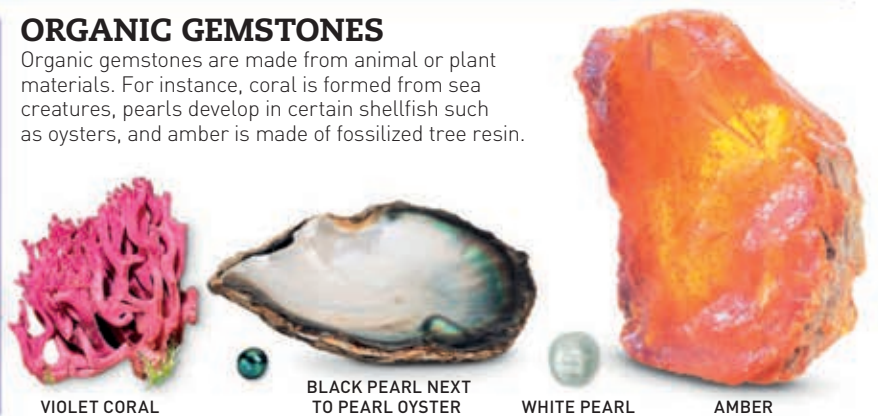 ORGANIC GEMSTONES
Organic gemstones are made from animal or plant
materials. For instance, coral is formed from sea
creatures, pearls develop in certain shellfish such
as oysters, and amber is made of fossilized tree resin.
VIOLET CORAL
BLACK PEARL NEXT
TO PEARL OYSTER
WHITE PEARL
AMBER